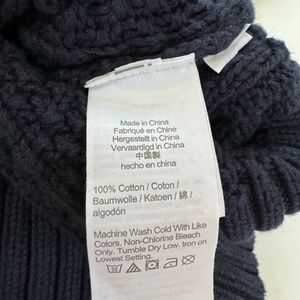 Made in China
Fabriqué en Chine
Hergestellt in China
Vervaardigd in China
中国製
hecho en china
100% Cotton / Coton /
Baumwolle / Katoen / 綿 /
algodón
Machine Wash Cold With Like
Colors. Non-Chlorine Bleach
Only. Tumble Dry Low. Iron on
Lowest Setting.